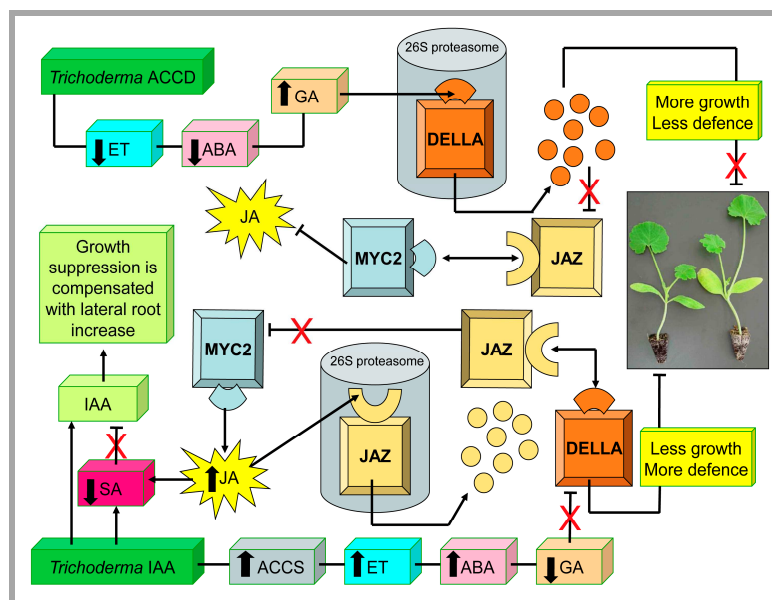 26S proteasome
Trichoderma ACCD
GA
More growth
Less defence
DELLA
ET
ABA
JA
MYC2
JAZ
Growth
suppression is
compensated
with lateral root
increase
MYC2
JAZ
26S proteasome
IAA
JAZ
DELLA
Less growth
More defence
SA
JA
Trichoderma IAA
ACCS
ET
ABA
GA